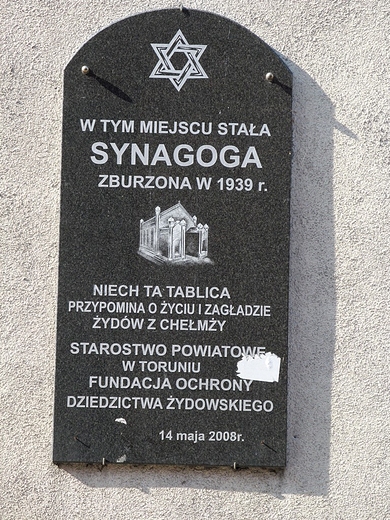 W TYM MIEJSCU STAŁA
SYNAGOGA
ZBURZONA W 1939 r.
NIECH TA TABLICA
PRZYPOMINA O ŻYCIU I ZAGŁADZIE
ŻYDÓW Z CHEŁMŻY
STAROSTWO POWIATOWE
W TORUNIU
FUNDACJA OCHRONY
DZIEDZICTWA ŻYDOWSKIEGO
14 maja 2008r.